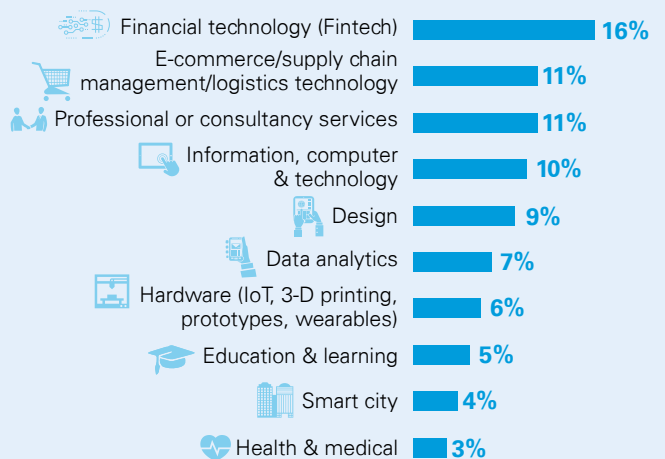 Financial technology (Fintech) 16%
E-commerce/supply chain
management/logistics technology 11%
Professional or consultancy services 11%
Information, computer
& technology 10%
Design 9%
Data analytics 7%
Hardware (IoT, 3-D printing,
prototypes, wearables) 6%
Education & learning 5%
Smart city 4%
Health & medical 3%